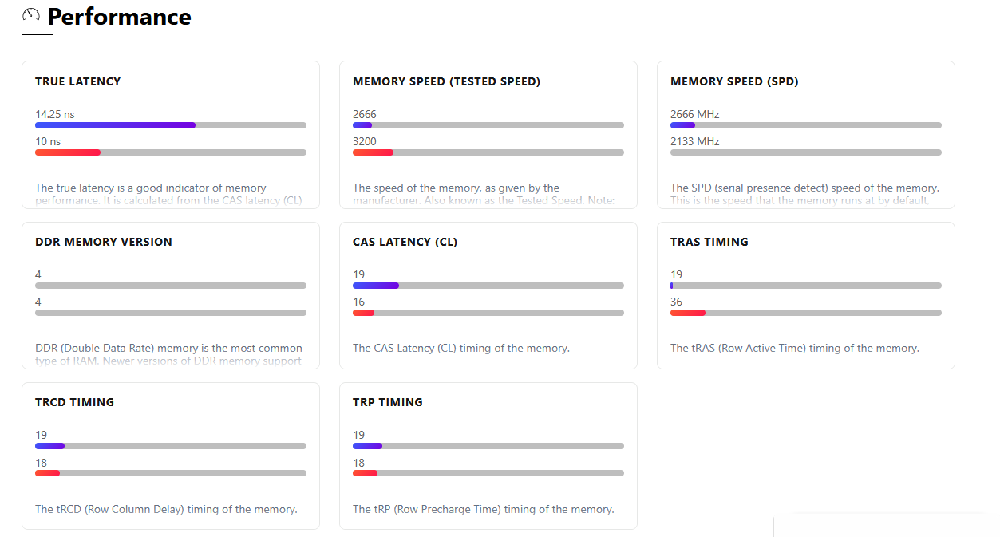 Performance
TRUE LATENCY
14.25 ns
10 ns
The true latency is a good indicator of memory
performance. It is calculated from the CAS latency (CL)
MEMORY SPEED (TESTED SPEED)
2666
3200
The speed of the memory, as given by the
manufacturer. Also known as the Tested Speed. Note:
MEMORY SPEED (SPD)
2666 MHz
2133 MHz
The SPD (serial presence detect) speed of the memory.
This is the speed that the memory runs at by default.
DDR MEMORY VERSION
4
4
DDR (Double Data Rate) memory is the most common
type of RAM. Newer versions of DDR memory support
CAS LATENCY (CL)
19
16
The CAS Latency (CL) timing of the memory.
TRAS TIMING
19
36
The tRAS (Row Active Time) timing of the memory.
TRCD TIMING
19
18
The tRCD (Row Column Delay) timing of the memory.
TRP TIMING
19
18
The tRP (Row Precharge Time) timing of the memory.